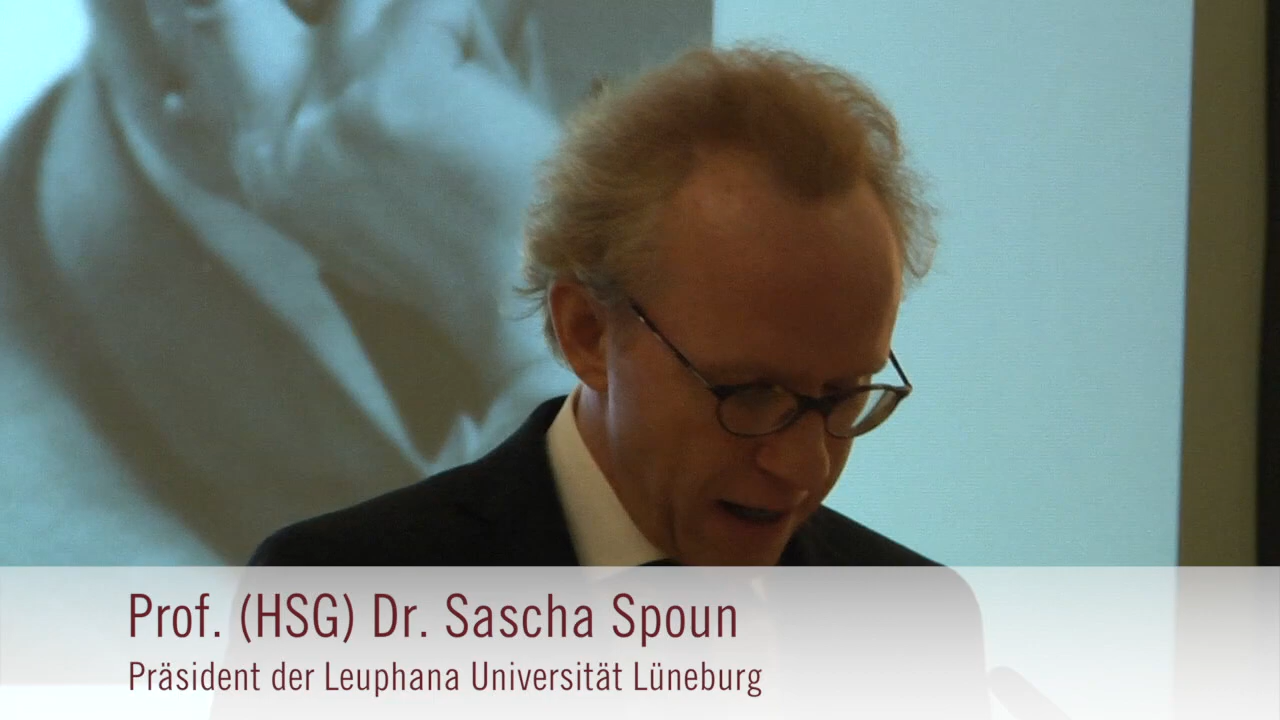 Prof. (HSG) Dr. Sascha Spoun
Präsident der Leuphana Universität Lüneburg